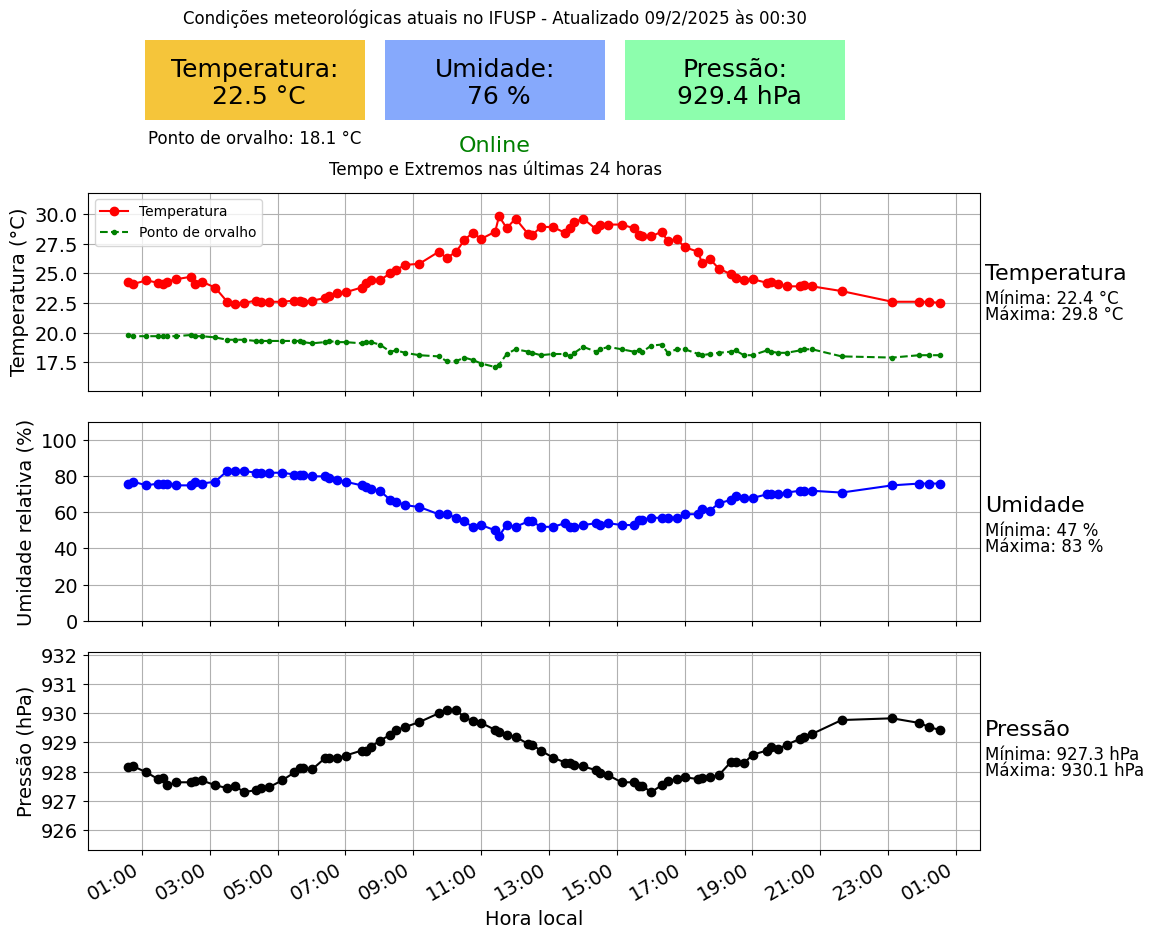 Condições meteorológicas atuais no IFUSP - Atualizado 09/2/2025 às 00:30
Temperatura:
22.5 °C
Umidade:
76 %
Pressão:
929.4 hPa
Ponto de orvalho: 18.1 °C
Online
Tempo e Extremos nas últimas 24 horas
Temperatura (°C)
30.0
27.5
25.0
22.5
20.0
17.5
Temperatura
Ponto de orvalho
Temperatura
Mínima: 22.4 °C
Máxima: 29.8 °C
Umidade relativa (%)
100
80
60
40
20
0
Umidade
Mínima: 47 %
Máxima: 83 %
Pressão (hPa)
932
931
930
929
928
927
926
Pressão
Mínima: 927.3 hPa
Máxima: 930.1 hPa
01:00 03:00 05:00 07:00 09:00 11:00 13:00 15:00 17:00 19:00 21:00 23:00 01:00
Hora local